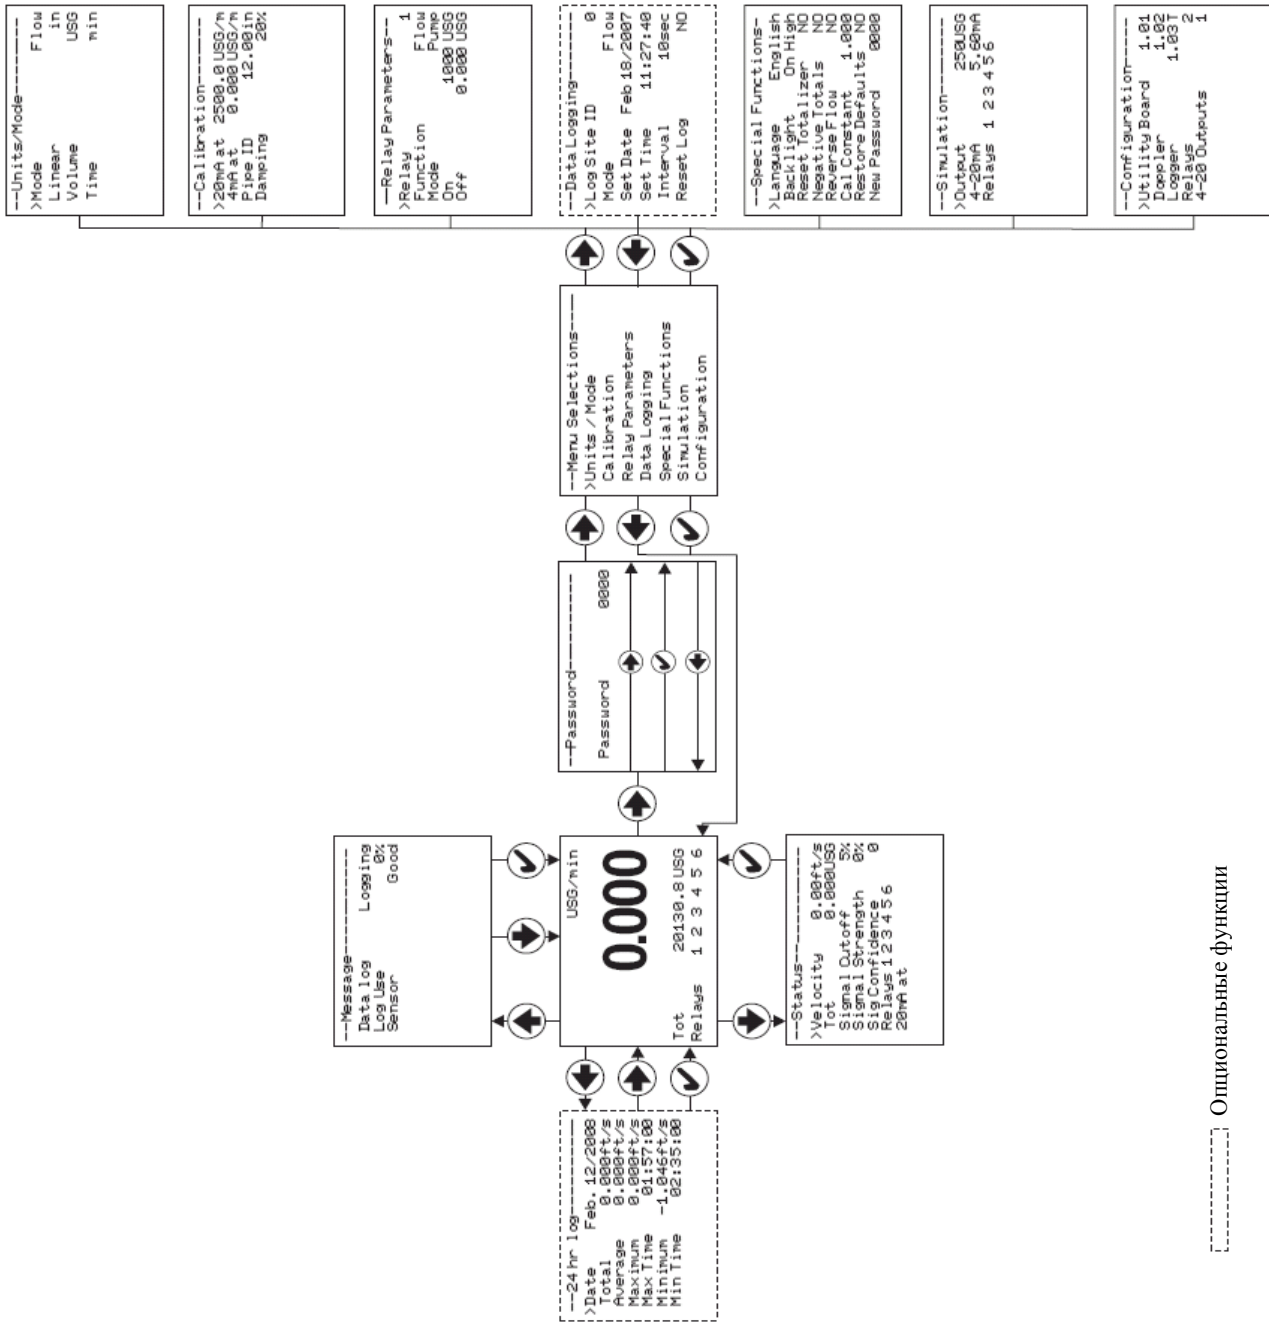 --Units/Mode--------
>Mode Flow
Linear in
Volume USG
Time min
--Calibration--------
>20mA at 2500.0 USG/m
4mA at 0.000 USG/m
Pipe ID 12.00in
Damping 20%
--Relay Parameters---
>Relay 1
Function Flow
Mode Pump
On 1000 USG
Off 0.000 USG
--Data Logging-------
>Log Site ID 0
Mode Flow
Set Date Feb 18/2007
Set Time 11:27:40
Interval 10sec
Reset Log NO
--Special Functions-
>Language English
Backlight On High
Reset Totalizer NO
Negative Totals NO
Reverse Flow NO
Cal Constant 1.000
Restore Defaults NO
New Password 0000
--Simulation--------
>Output 250USG
4-20mA 5.60mA
Relays 1 2 3 4 5 6
--Configuration-----
>Utility Board 1.01
Doppler 1.02
Logger 1.03T
Relays 2
4-20 Outputs 1
--Menu Selections----
>Units / Mode
Calibration
Relay Parameters
Data Logging
Special Functions
Simulation
Configuration
--Password-----------
Password 0000
--Message------------
Data log Logging
Log Use 0%
Sensor Good
USG/min
0.000
Tot 20130.8 USG
Relays 1 2 3 4 5 6
--Status-----------
>Velocity 0.00ft/s
Tot 0.000USG
Signal Cutoff 5%
Signal Strength 0%
Sig Confidence 0
Relays 1 2 3 4 5 6
20mA at
--24 hr log----------
>Date Feb. 12/2008
Total 0.000ft/s
Average 0.000ft/s
Maximum 0.000ft/s
Max Time 01:57:00
Minimum -1.046ft/s
Min Time 02:35:00
Опциональные функции